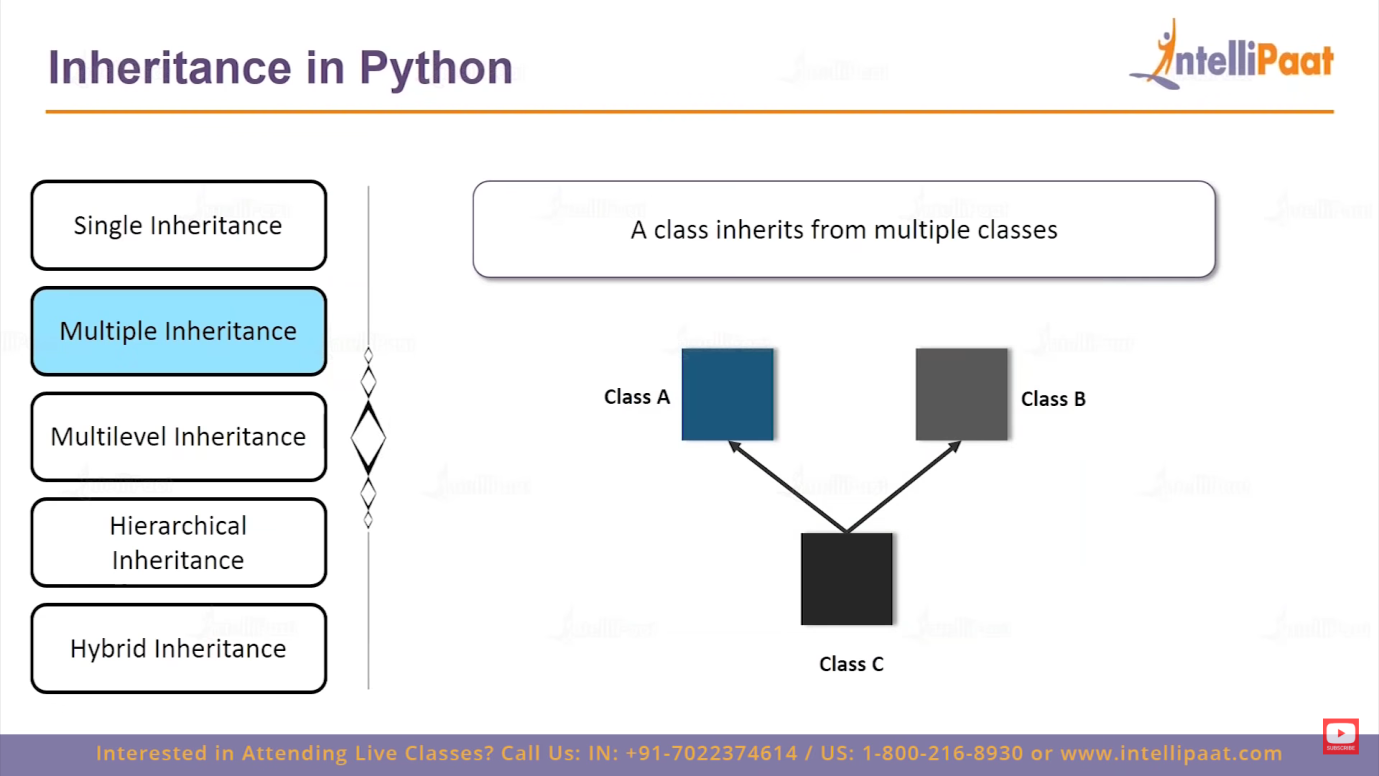 Inheritance in Python
IntelliPaat
Single Inheritance
Multiple Inheritance
Multilevel Inheritance
Hierarchical
Inheritance
Hybrid Inheritance
A class inherits from multiple classes
Class A
Class B
Class C
SUBSCRIBE
Interested in Attending Live Classes? Call Us: IN: +91-7022374614 / US: 1-800-216-8930 or www.intellipaat.com